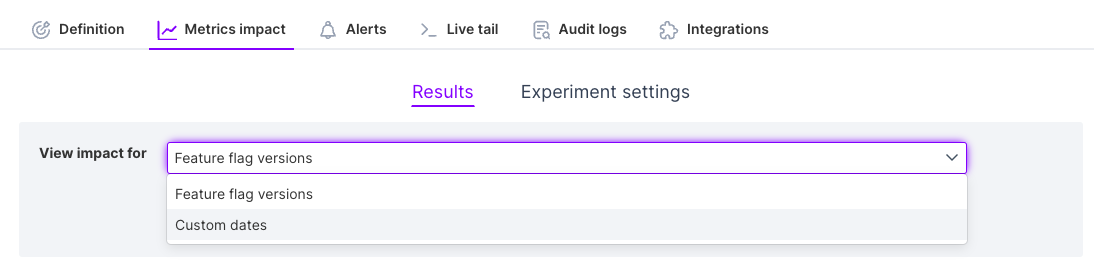 Definition Metrics impact Alerts Live tail Audit logs Integrations
Results Experiment settings
View impact for Feature flag versions
Feature flag versions
Custom dates